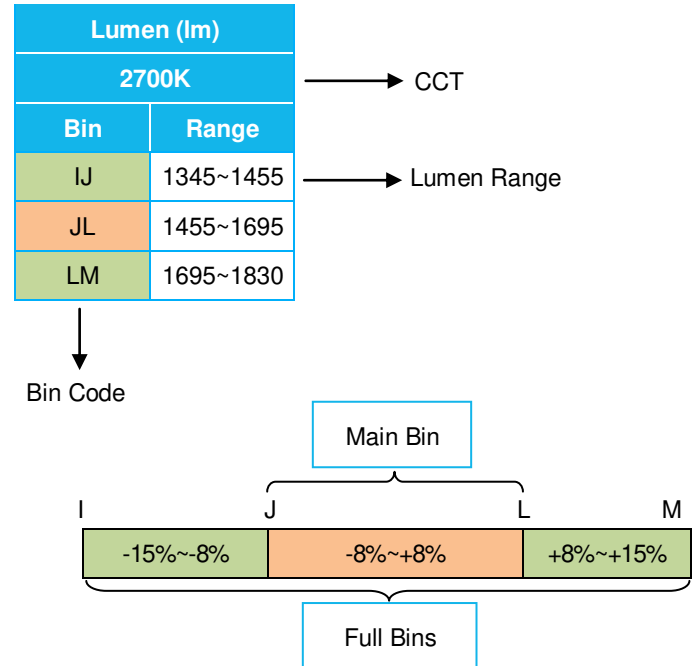 Lumen (lm)
2700K
CCT
Bin Range
IJ 1345~1455
Lumen Range
JL 1455~1695
LM 1695~1830
Bin Code
Main Bin
I J L M
-15%~-8% -8%~+8% +8%~+15%
Full Bins